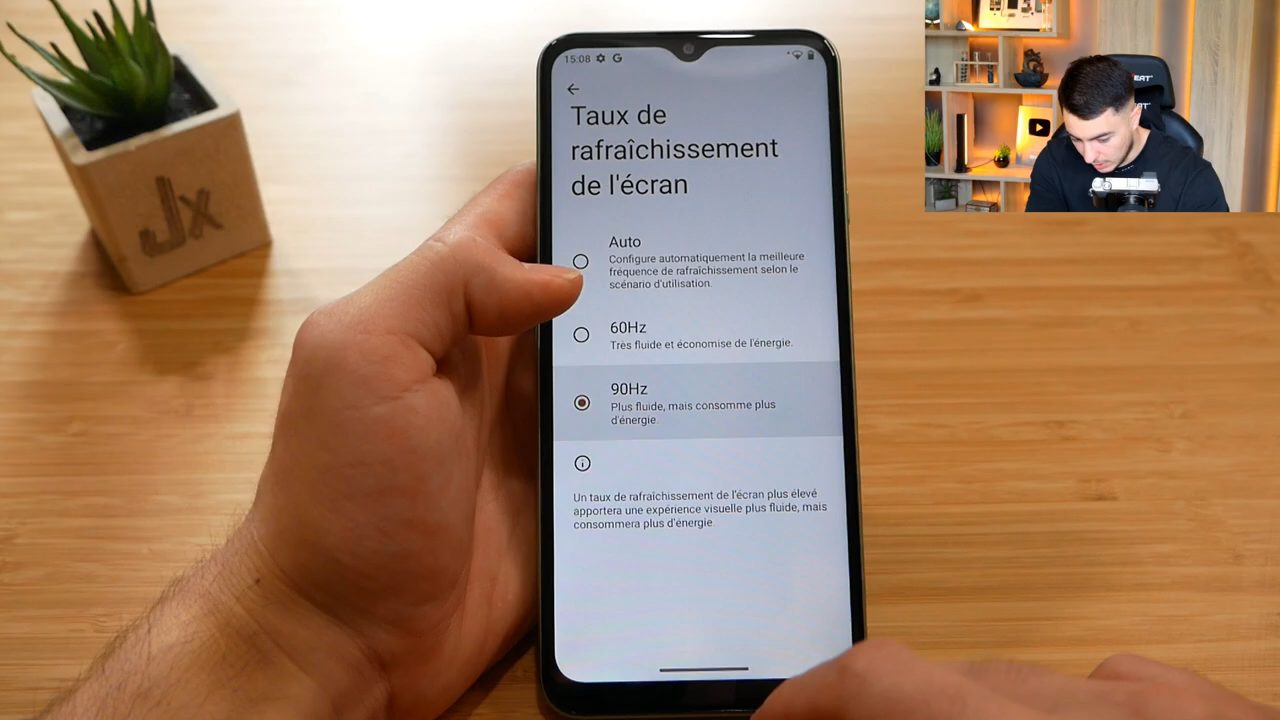 15:08
Taux de
rafraîchissement
de l'écran
Auto
Configure automatiquement la meilleure
fréquence de rafraîchissement selon le
scénario d'utilisation.
60Hz
Très fluide et économise de l'énergie.
90Hz
Plus fluide, mais consomme plus
d'énergie.
Un taux de rafraîchissement de l'écran plus élevé
apportera une expérience visuelle plus fluide, mais
consommera plus d'énergie.
Jx